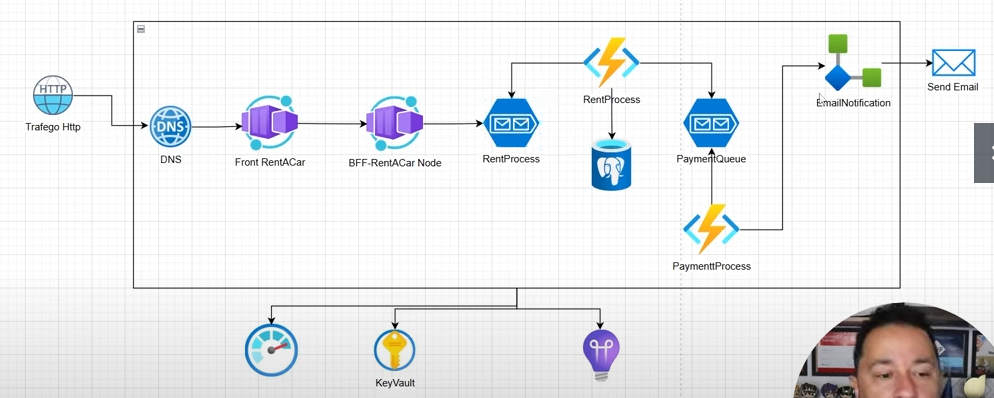 HTTP
Trafego Http
DNS
DNS
Front RentACar
BFF-RentACar Node
RentProcess
RentProcess
PaymentQueue
PaymenttProcess
EmailNotification
Send Email
KeyVault